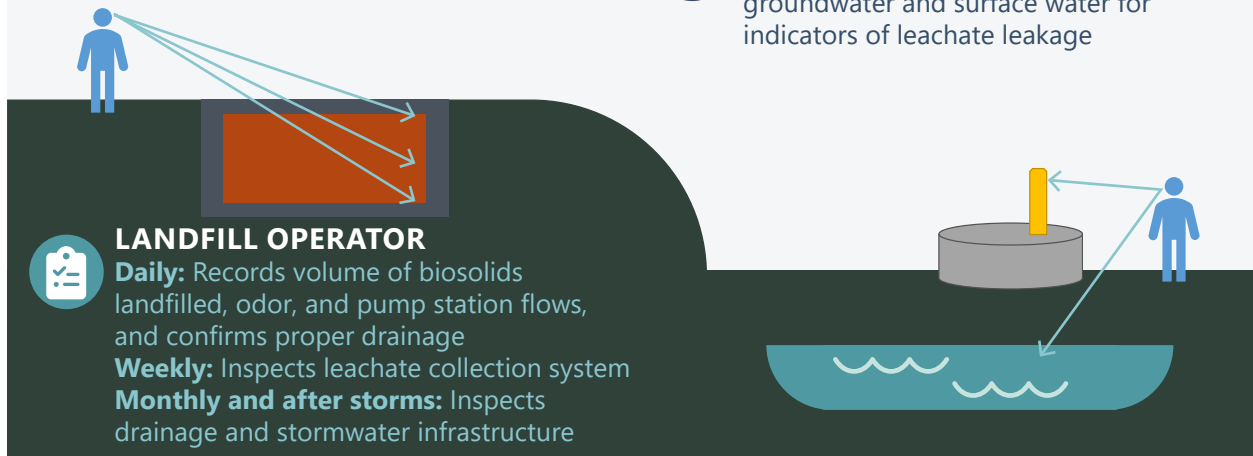 groundwater and surface water for
indicators of leachate leakage
LANDFILL OPERATOR
Daily: Records volume of biosolids
landfilled, odor, and pump station flows,
and confirms proper drainage
Weekly: Inspects leachate collection system
Monthly and after storms: Inspects
drainage and stormwater infrastructure